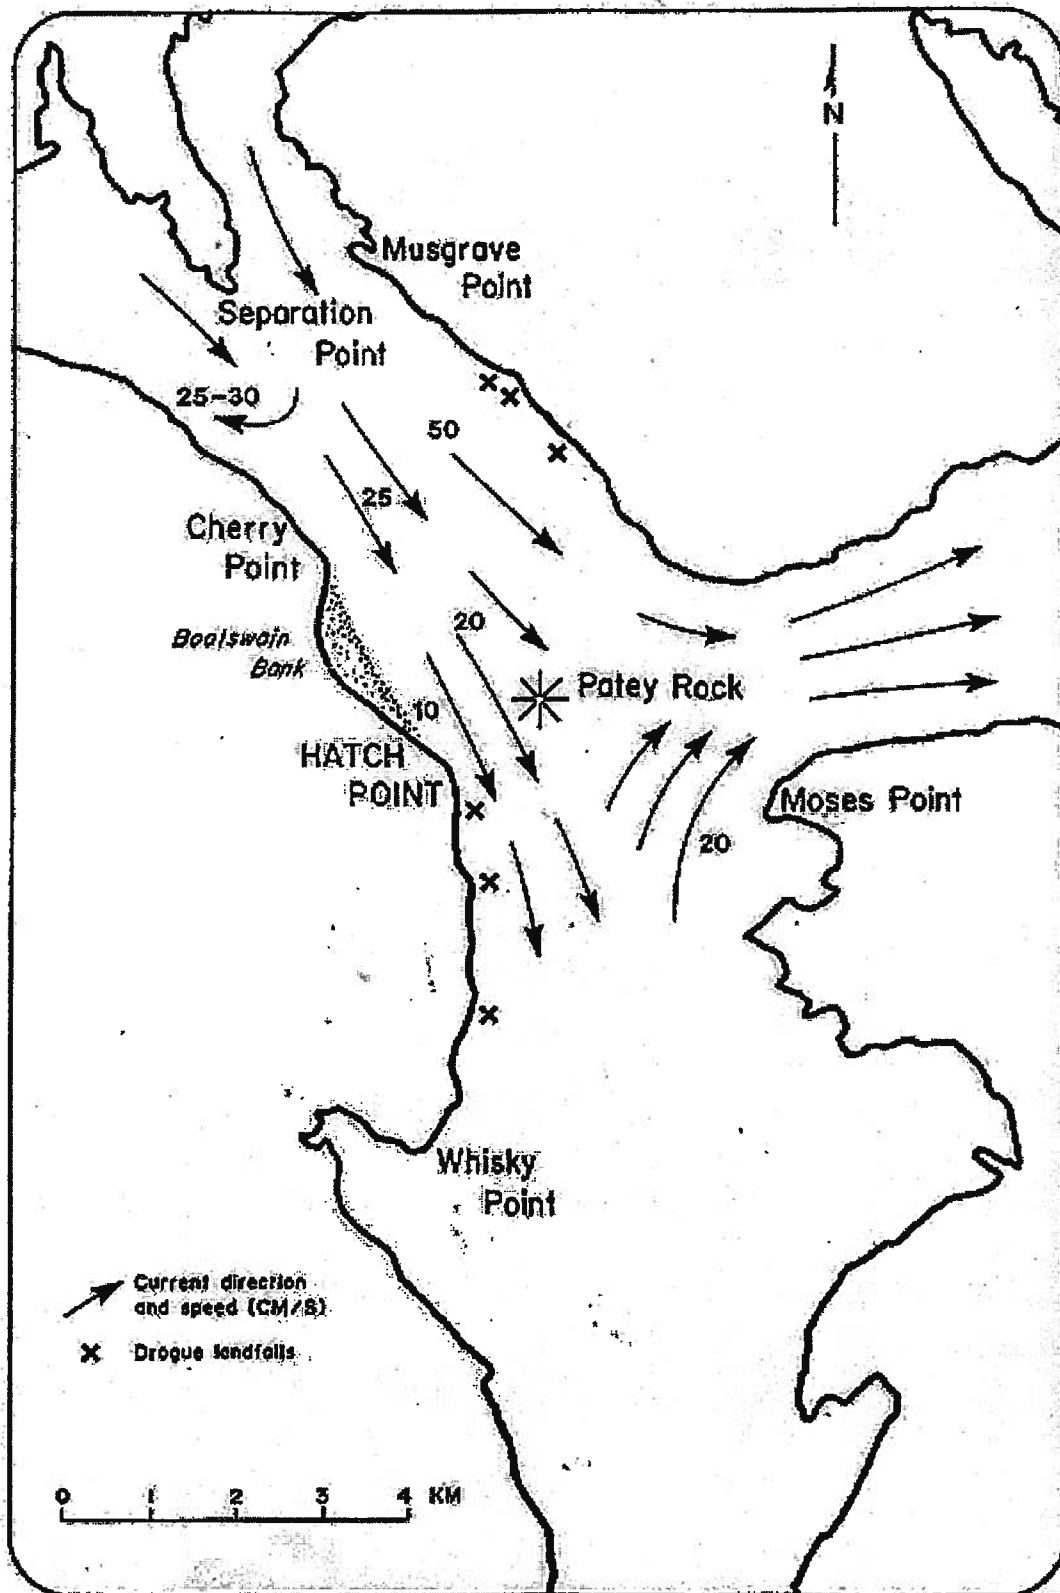 N
Musgrave
Point
Separation
Point
25-30
50
25
Cherry
Point
20
Boatswain
Bank
Patey Rock
10
HATCH
POINT
Moses Point
20
Whisky
Point
Current direction
and speed (CM/S)
Drogue landfalls
0 1 2 3 4 KM